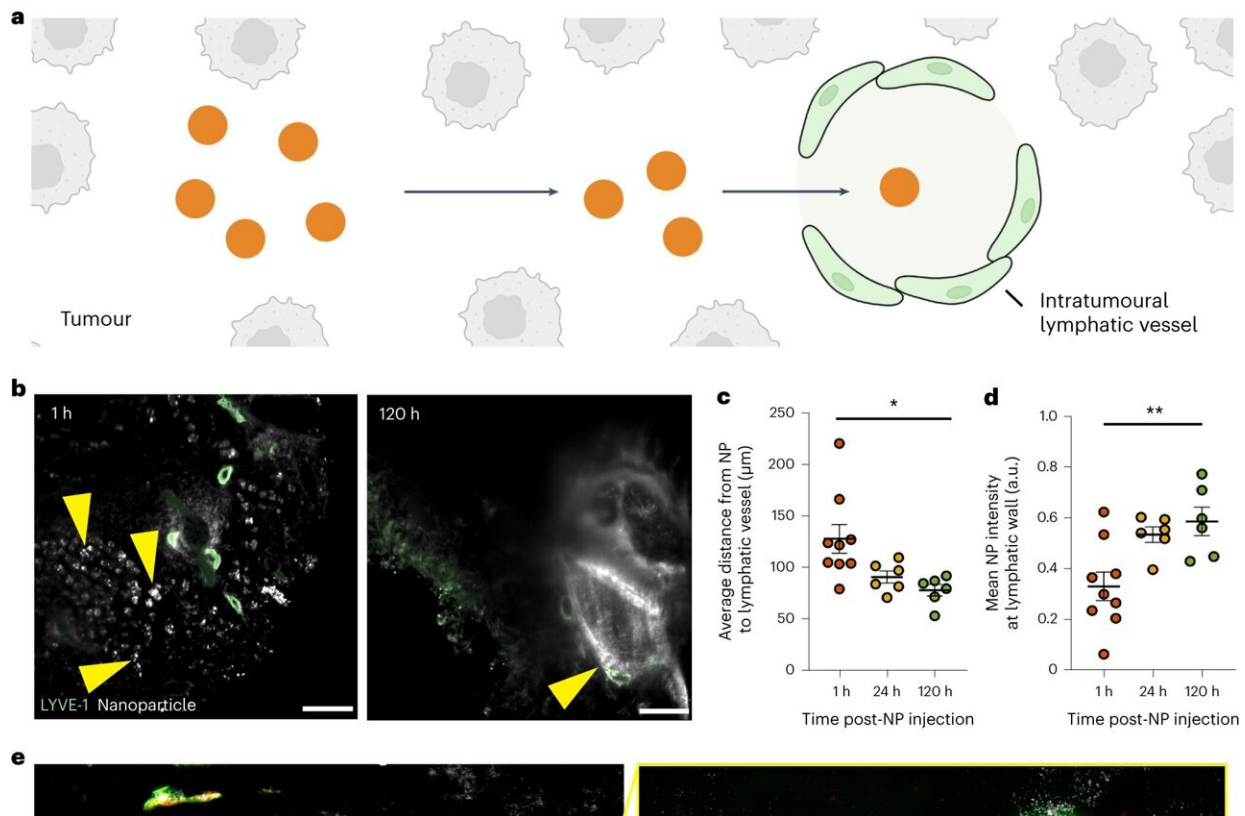 a
Tumour
Intratumoural
lymphatic vessel
b
1 h
120 h
LYVE-1 Nanoparticle
c
*
Average distance from NP
to lymphatic vessel (µm)
250
200
150
100
50
0
1 h 24 h 120 h
Time post-NP injection
d
**
Mean NP intensity
at lymphatic wall (a.u.)
1.0
0.8
0.6
0.4
0.2
0
1 h 24 h 120 h
Time post-NP injection
e